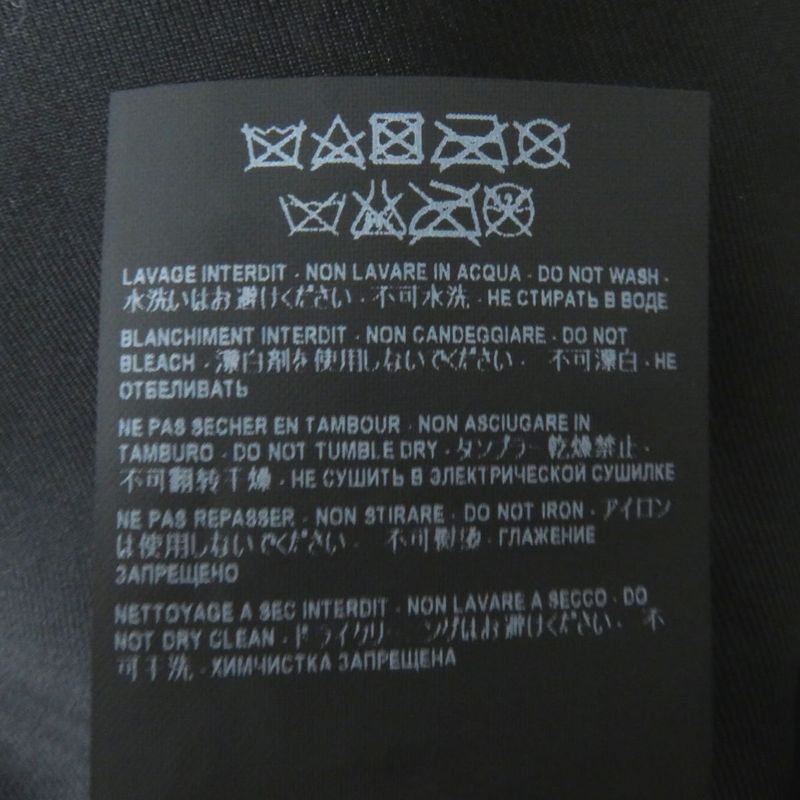 LAVAGE INTERDIT · NON LAVARE IN ACQUA · DO NOT WASH ·
水洗いはお避けください · 不可水洗 · НЕ СТИРАТЬ В ВОДЕ
BLANCHIMENT INTERDIT · NON CANDEGGIARE · DO NOT
BLEACH · 漂白剤を使用しないでください · 不可漂白 · НЕ
ОТБЕЛИВАТЬ
NE PAS SECHER EN TAMBOUR · NON ASCIUGARE IN
TAMBURO · DO NOT TUMBLE DRY · タンブラー乾燥禁止 ·
不可翻转干燥 · НЕ СУШИТЬ В ЭЛЕКТРИЧЕСКОЙ СУШИЛКЕ
NE PAS REPASSER · NON STIRARE · DO NOT IRON · アイロン
は使用しないでください · 不可熨烫 · ГЛАЖЕНИЕ
ЗАПРЕЩЕНО
NETTOYAGE A SEC INTERDIT · NON LAVARE A SECCO · DO
NOT DRY CLEAN · ドライクリーニングはお避けください · 不
可干洗 · ХИМЧИСТКА ЗАПРЕЩЕНА